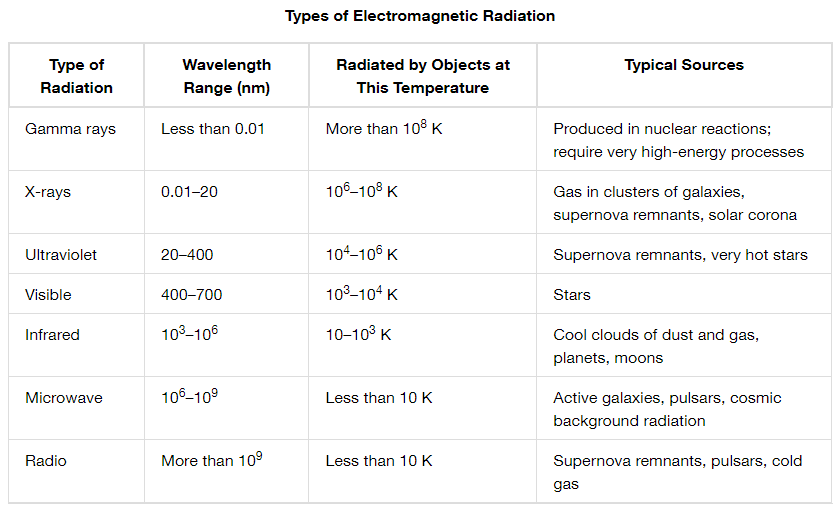 Types of Electromagnetic Radiation
Type of Radiation | Wavelength Range (nm) | Radiated by Objects at This Temperature | Typical Sources
Gamma rays | Less than 0.01 | More than 10⁸ K | Produced in nuclear reactions; require very high-energy processes
X-rays | 0.01–20 | 10⁶–10⁸ K | Gas in clusters of galaxies, supernova remnants, solar corona
Ultraviolet | 20–400 | 10⁴–10⁶ K | Supernova remnants, very hot stars
Visible | 400–700 | 10³–10⁴ K | Stars
Infrared | 10³–10⁶ | 10–10³ K | Cool clouds of dust and gas, planets, moons
Microwave | 10⁶–10⁹ | Less than 10 K | Active galaxies, pulsars, cosmic background radiation
Radio | More than 10⁹ | Less than 10 K | Supernova remnants, pulsars, cold gas